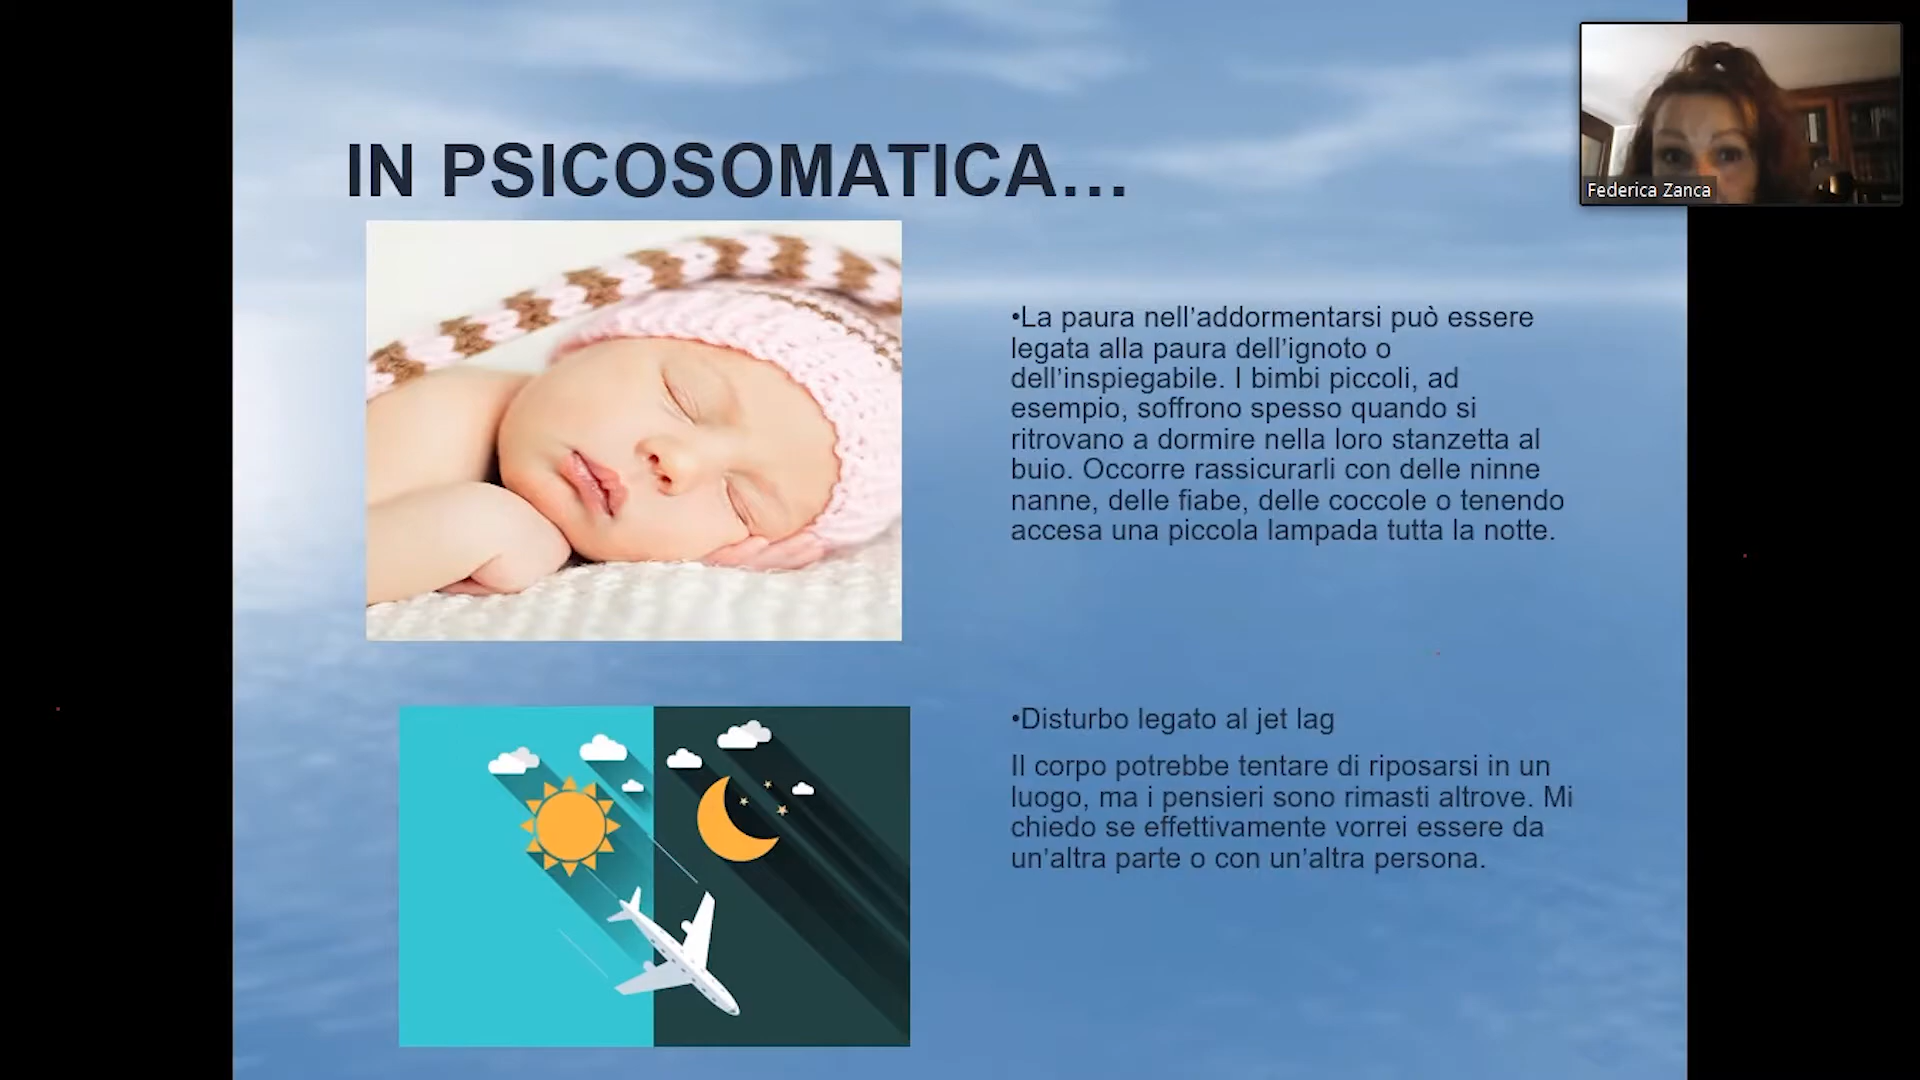 IN PSICOSOMATICA...
Federica Zanca
•La paura nell'addormentarsi può essere
legata alla paura dell'ignoto o
dell'inspiegabile. I bimbi piccoli, ad
esempio, soffrono spesso quando si
ritrovano a dormire nella loro stanzetta al
buio. Occorre rassicurarli con delle ninne
nanne, delle fiabe, delle coccole o tenendo
accesa una piccola lampada tutta la notte.
•Disturbo legato al jet lag
Il corpo potrebbe tentare di riposarsi in un
luogo, ma i pensieri sono rimasti altrove. Mi
chiedo se effettivamente vorrei essere da
un'altra parte o con un'altra persona.